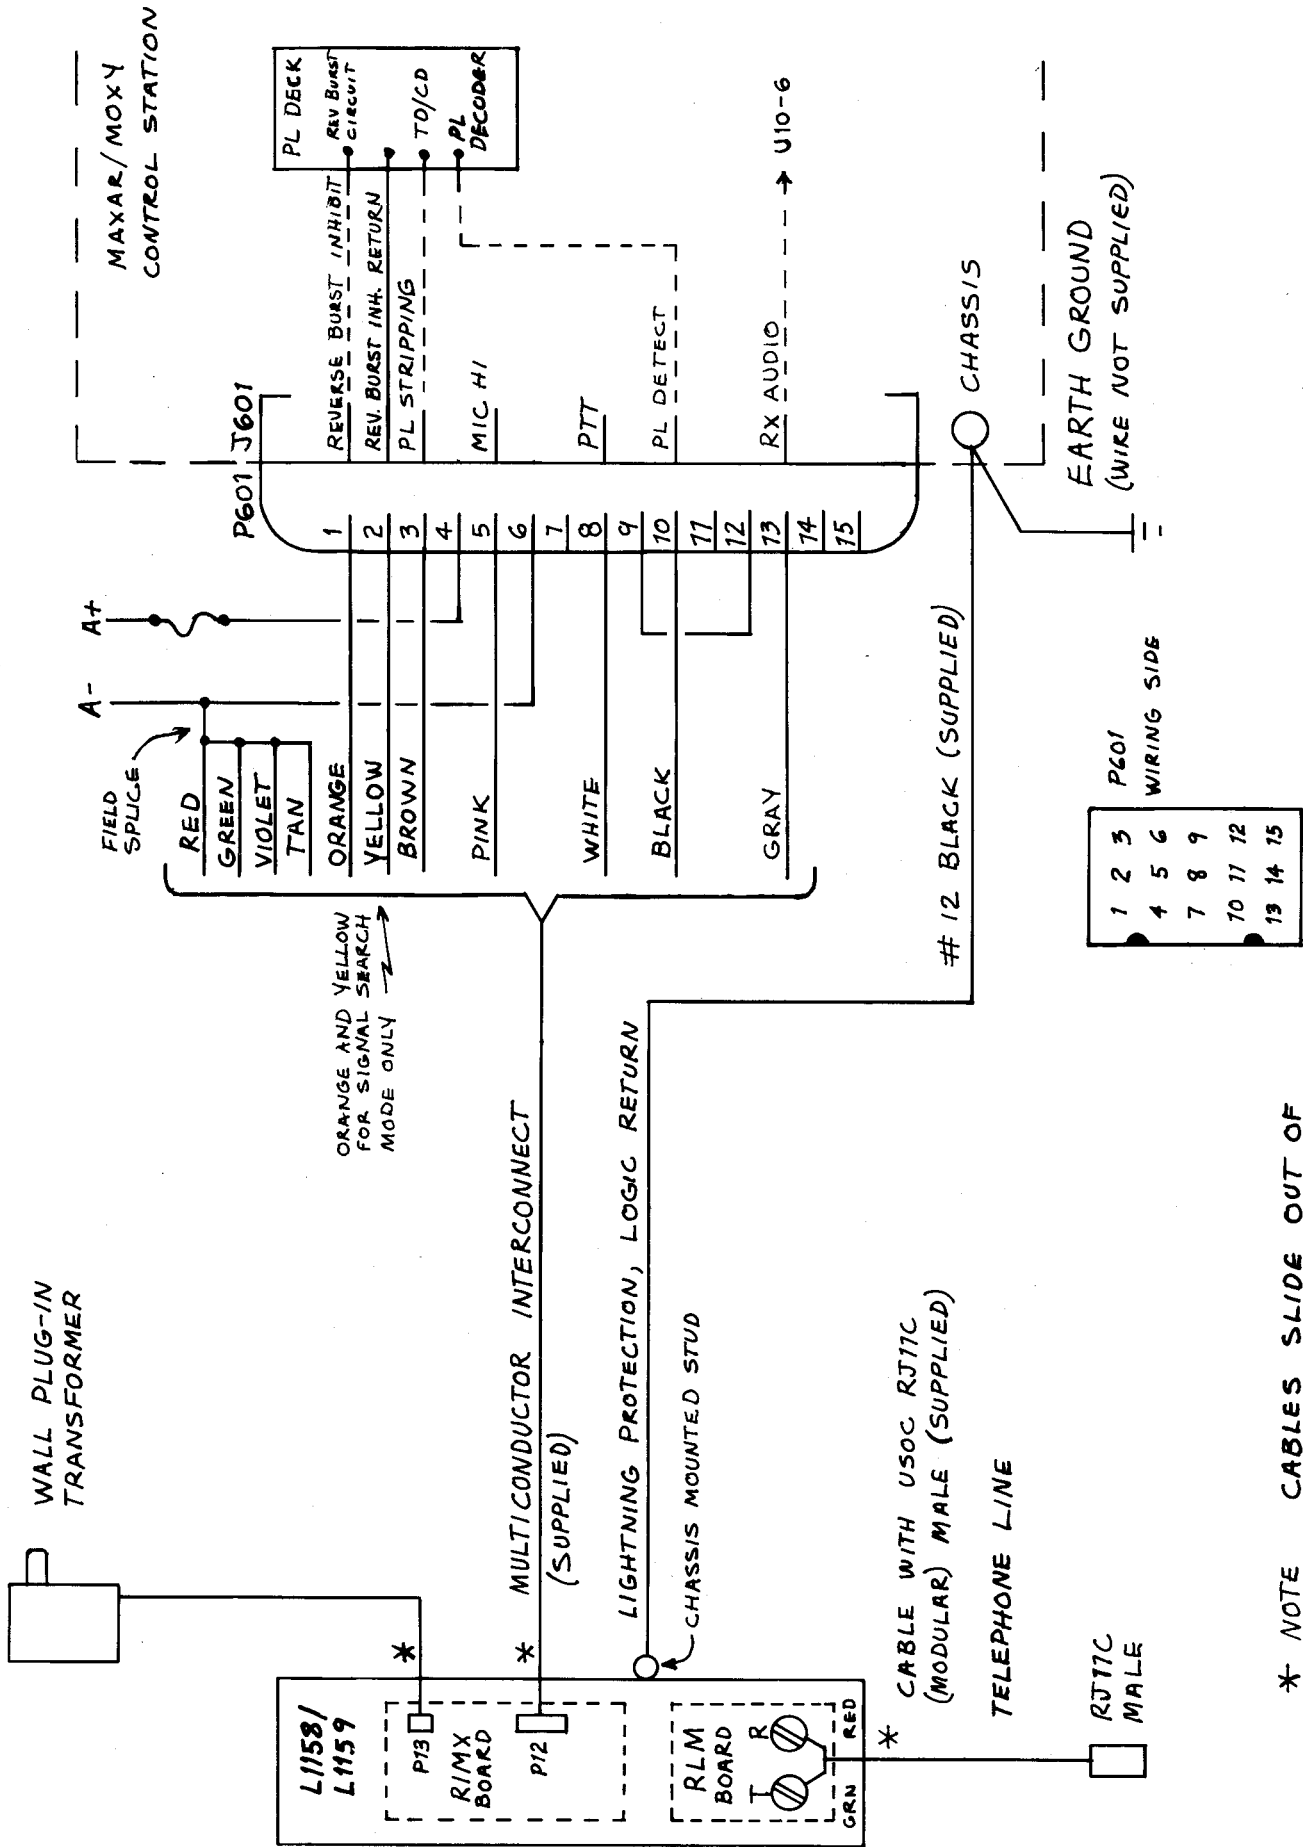 WALL PLUG-IN
TRANSFORMER
L1158/
L1159
P13
RIMX
BOARD
P12
RLM
BOARD
T
R
GRN
RED
*
*
*
MULTICONDUCTOR INTERCONNECT
(SUPPLIED)
LIGHTNING PROTECTION, LOGIC RETURN
CHASSIS MOUNTED STUD
CABLE WITH USOC RJ11C
(MODULAR) MALE (SUPPLIED)
TELEPHONE LINE
RJ11C
MALE
* NOTE CABLES SLIDE OUT OF
ORANGE AND YELLOW
FOR SIGNAL SEARCH
MODE ONLY
FIELD
SPLICE
A-
A+
RED
GREEN
VIOLET
TAN
ORANGE
YELLOW
BROWN
PINK
WHITE
BLACK
GRAY
# 12 BLACK (SUPPLIED)
P601
J601
1
2
3
4
5
6
7
8
9
10
11
12
13
14
15
REVERSE BURST INHIBIT
REV. BURST INH. RETURN
PL STRIPPING
MIC HI
PTT
PL DETECT
RX AUDIO
U10-6
MAXAR/MOXY
CONTROL STATION
PL DECK
REV BURST
CIRCUIT
TO/CD
PL
DECODER
CHASSIS
EARTH GROUND
(WIRE NOT SUPPLIED)
P601
WIRING SIDE
1 2 3
4 5 6
7 8 9
10 11 12
13 14 15